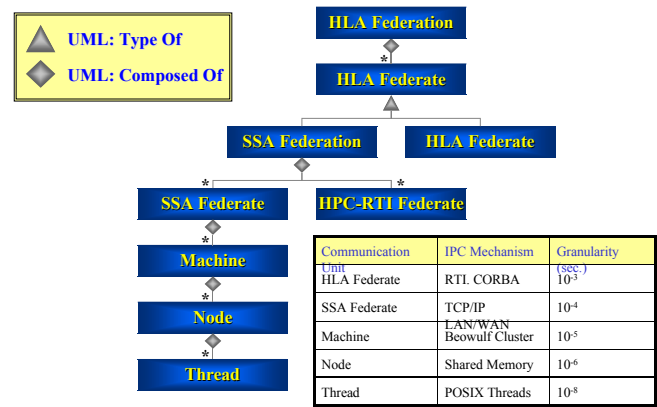 UML: Type Of
UML: Composed Of
HLA Federation
*
HLA Federate
SSA Federation
HLA Federate
*
*
SSA Federate
HPC-RTI Federate
*
Machine
*
Node
*
Thread
Communication Unit IPC Mechanism Granularity (sec.)
HLA Federate RTI. CORBA 10-3
SSA Federate TCP/IP LAN/WAN 10-4
Machine Beowulf Cluster 10-5
Node Shared Memory 10-6
Thread POSIX Threads 10-8